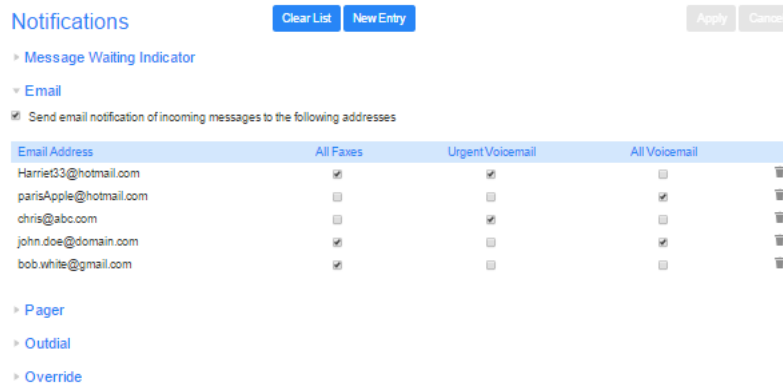 Notifications Clear List New Entry Apply Cance
Message Waiting Indicator
Email
Send email notification of incoming messages to the following addresses
Email Address All Faxes Urgent Voicemail All Voicemail
Harriet33@hotmail.com
parisApple@hotmail.com
chris@abc.com
john.doe@domain.com
bob.white@gmail.com
Pager
Outdial
Override